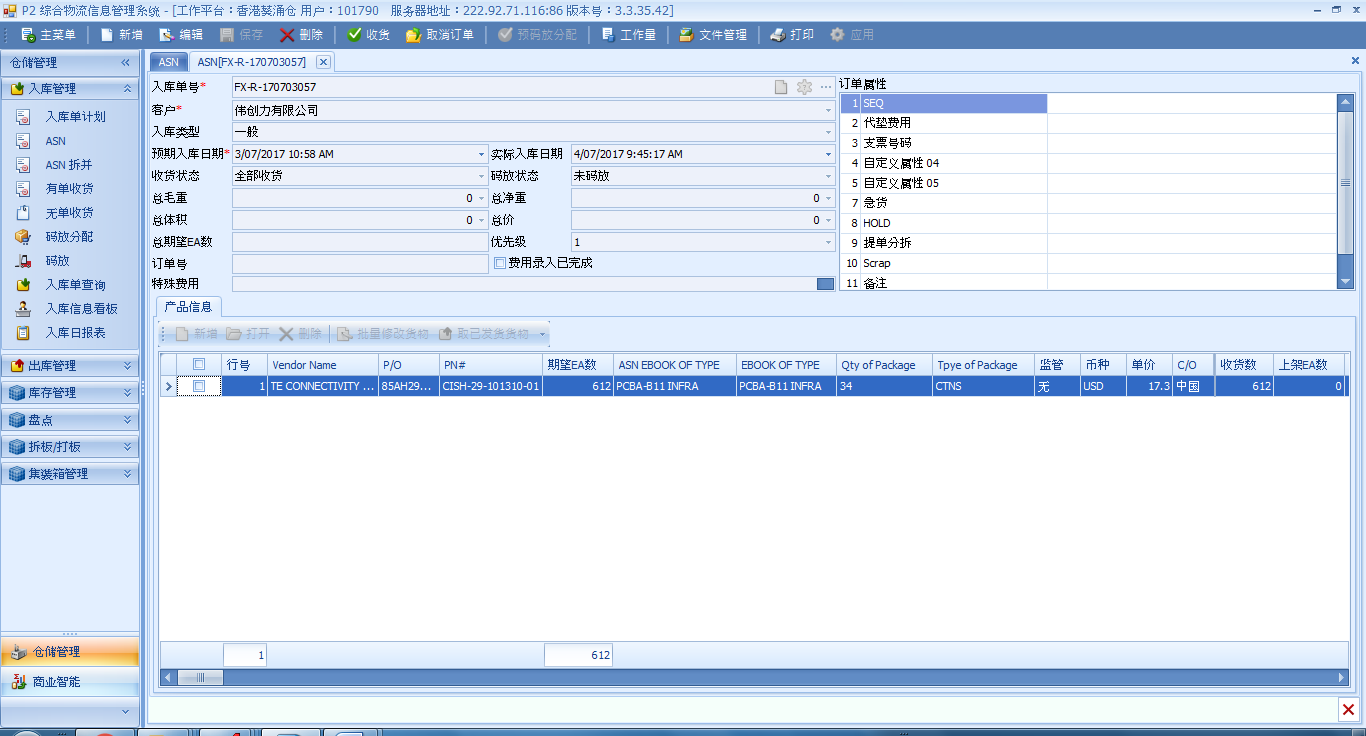 P2 综合物流信息管理系统 - [工作平台：香港葵涌仓 用户：101790 服务器地址：222.92.71.116:86 版本号：3.3.35.42]
主菜单 新增 编辑 保存 删除 收货 取消订单 预码放分配 工作量 文件管理 打印 应用
仓储管理
入库管理
入库单计划
ASN
ASN 拆并
有单收货
无单收货
码放分配
码放
入库单查询
入库信息看板
入库日报表
出库管理
库存管理
盘点
拆板/打板
集装箱管理
仓储管理
商业智能
ASN ASN[FX-R-170703057]
入库单号* FX-R-170703057
客户* 伟创力有限公司
入库类型 一般
预期入库日期* 3/07/2017 10:58 AM 实际入库日期 4/07/2017 9:45:17 AM
收货状态 全部收货 码放状态 未码放
总毛重 0 总净重 0
总体积 0 总价 0
总期望EA数 优先级 1
订单号 费用录入已完成
特殊费用
订单属性
1 SEQ
2 代垫费用
3 支票号码
4 自定义属性 04
5 自定义属性 05
7 急货
8 HOLD
9 提单分拆
10 Scrap
11 备注
产品信息
新增 打开 删除 批量修改货物 取已发货货物
行号 Vendor Name P/O PN# 期望EA数 ASN EBOOK OF TYPE EBOOK OF TYPE Qty of Package Tpye of Package 监管 币种 单价 C/O 收货数 上架EA数
1 TE CONNECTIVITY ... 85AH29... CISH-29-101310-01 612 PCBA-B11 INFRA PCBA-B11 INFRA 34 CTNS 无 USD 17.3 中国 612 0
1 612